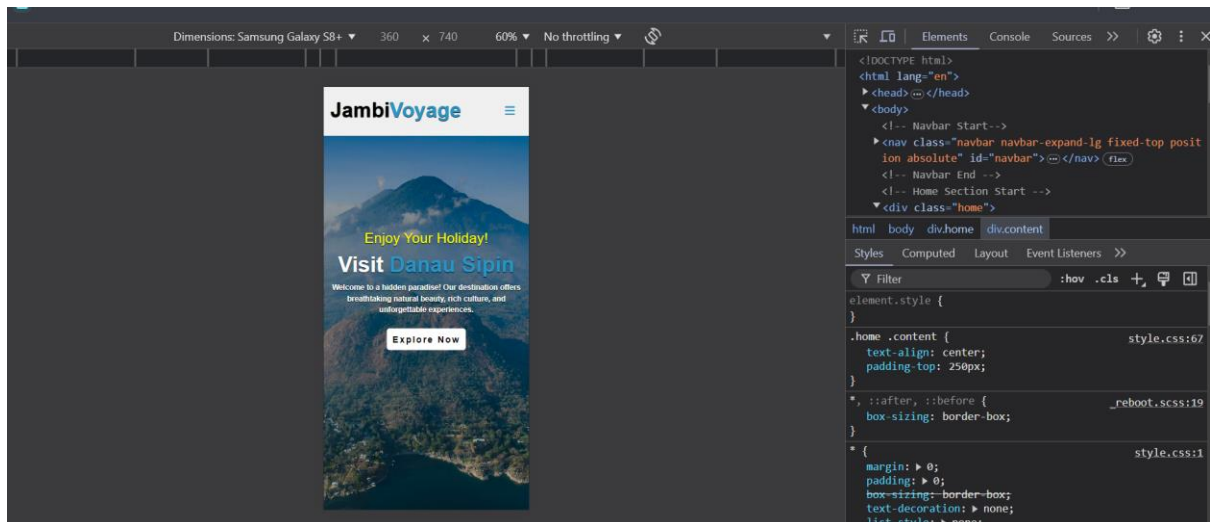 Dimensions: Samsung Galaxy S8+ ▼ 360 × 740 60% ▼ No throttling ▼
JambiVoyage
Enjoy Your Holiday!
Visit Danau Sipin
Welcome to a hidden paradise! Our destination offers
breathtaking natural beauty, rich culture, and
unforgettable experiences.
Explore Now
Elements Console Sources
<!DOCTYPE html>
<html lang="en">
<head> </head>
<body>
<!-- Navbar Start-->
<nav class="navbar navbar-expand-lg fixed-top posit
ion absolute" id="navbar"> </nav> flex
<!-- Navbar End -->
<!-- Home Section Start -->
<div class="home">
html body div.home div.content
Styles Computed Layout Event Listeners
Filter :hov .cls
element.style {
}
.home .content { style.css:67
text-align: center;
padding-top: 250px;
}
*, ::after, ::before { _reboot.scss:19
box-sizing: border-box;
}
* { style.css:1
margin: 0;
padding: 0;
box-sizing: border-box;
text-decoration: none;
list-style: none;